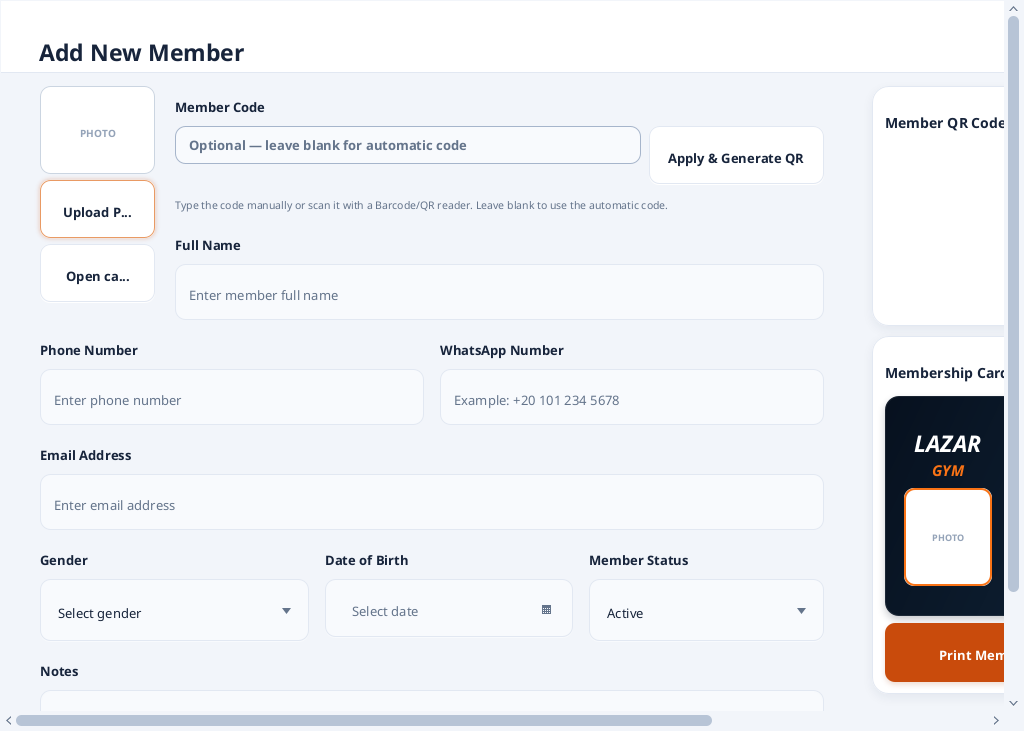 Add New Member
PHOTO
Upload P...
Open ca...
Member Code
Optional — leave blank for automatic code
Apply & Generate QR
Type the code manually or scan it with a Barcode/QR reader. Leave blank to use the automatic code.
Full Name
Enter member full name
Phone Number
Enter phone number
WhatsApp Number
Example: +20 101 234 5678
Email Address
Enter email address
Gender
Select gender
Date of Birth
Select date
Member Status
Active
Notes
Member QR Code
Membership Card
LAZAR
GYM
PHOTO
Print Mem